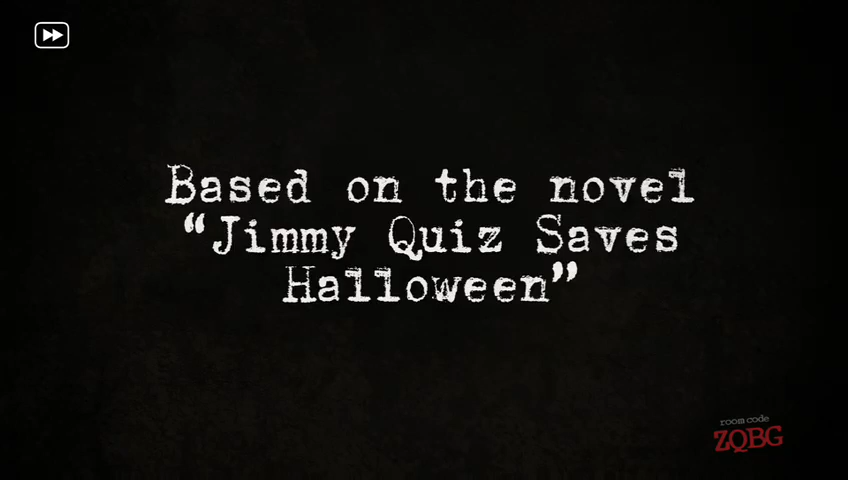 Based on the novel
“Jimmy Quiz Saves
Halloween”
room code
ZQBG